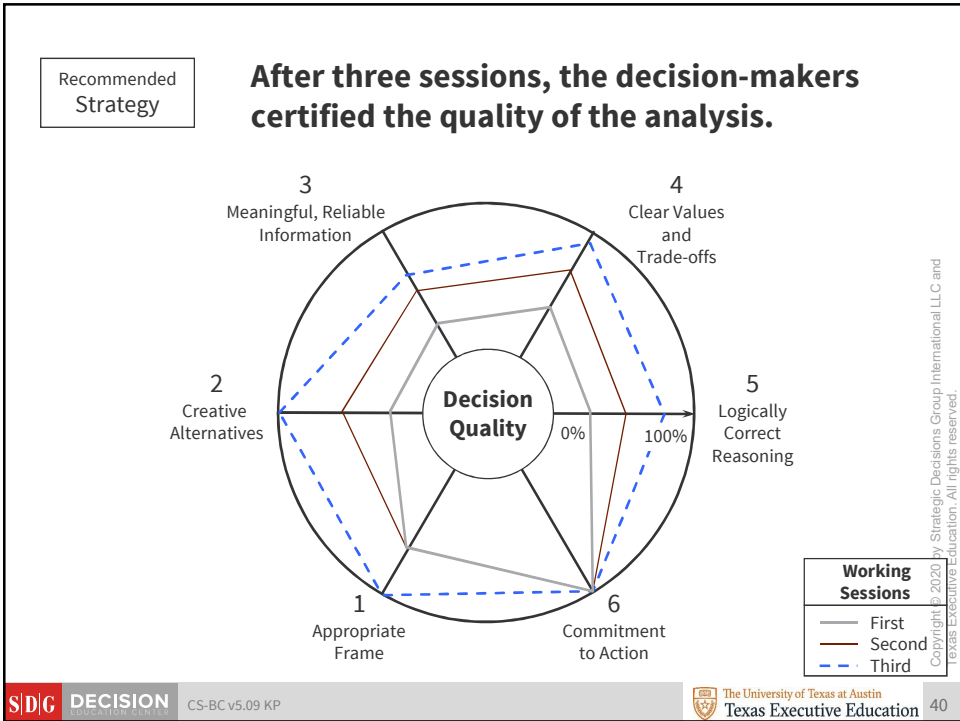 Recommended
Strategy
After three sessions, the decision-makers
certified the quality of the analysis.
3
Meaningful, Reliable
Information
4
Clear Values
and
Trade-offs
2
Creative
Alternatives
Decision
Quality
0%
100%
5
Logically
Correct
Reasoning
1
Appropriate
Frame
6
Commitment
to Action
Working
Sessions
First
Second
Third
Copyright © 2020 by Strategic Decisions Group International LLC and
Texas Executive Education. All rights reserved.
SDG DECISION
EDUCATION CENTER
CS-BC v5.09 KP
The University of Texas at Austin
Texas Executive Education
40